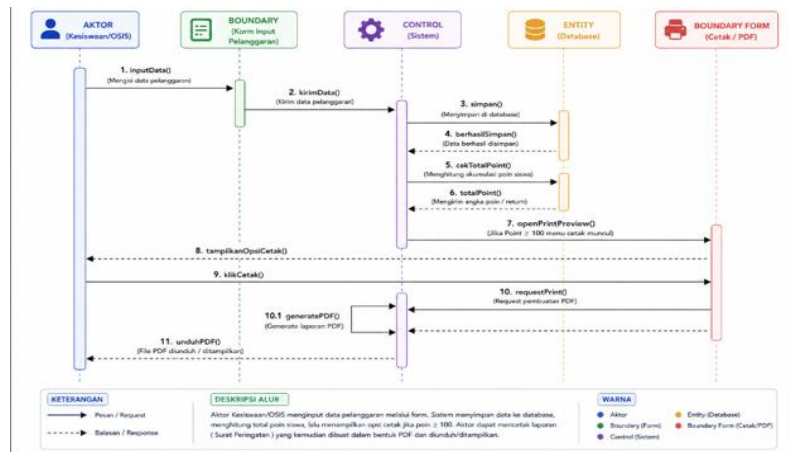 AKTOR
(Kesiswaan/OSIS)
BOUNDARY
(Korm Input
Pelanggaran)
CONTROL
(Sistem)
ENTITY
(Database)
BOUNDARY FORM
(Cetak / PDF)
1. inputData()
(Mengisi data pelanggaran)
2. kirimData()
(Kirim data pelanggaran)
3. simpan()
(Menyimpan di database)
4. berhasilSimpan()
(Data berhasil disimpan)
5. cekTotalPoint()
(Menghitung akumulasi poin siswa)
6. totalPoint()
(Mengirim angka poin / return)
7. openPrintPreview()
(Jika Point ≥ 100 menu cetak muncul)
8. tampilkanOpsiCetak()
9. klikCetak()
10. requestPrint()
(Request pembuatan PDF)
10.1 generatePDF()
(Generate laporan PDF)
11. unduhPDF()
(File PDF diunduh / ditampilkan)
KETERANGAN
Pesan / Request
Balasan / Response
DESKRIPSI ALUR
Aktor Kesiswaan/OSIS menginput data pelanggaran melalui form. Sistem menyimpan data ke database,
menghitung total poin siswa, lalu menampilkan opsi cetak jika poin ≥ 100. Aktor dapat mencetak laporan
( Surat Peringatan ) yang kemudian dibuat dalam bentuk PDF dan diunduh/ditampilkan.
WARNA
Aktor
Boundary (Form)
Control (Sistem)
Entity (Database)
Boundary Form (Cetak/PDF)